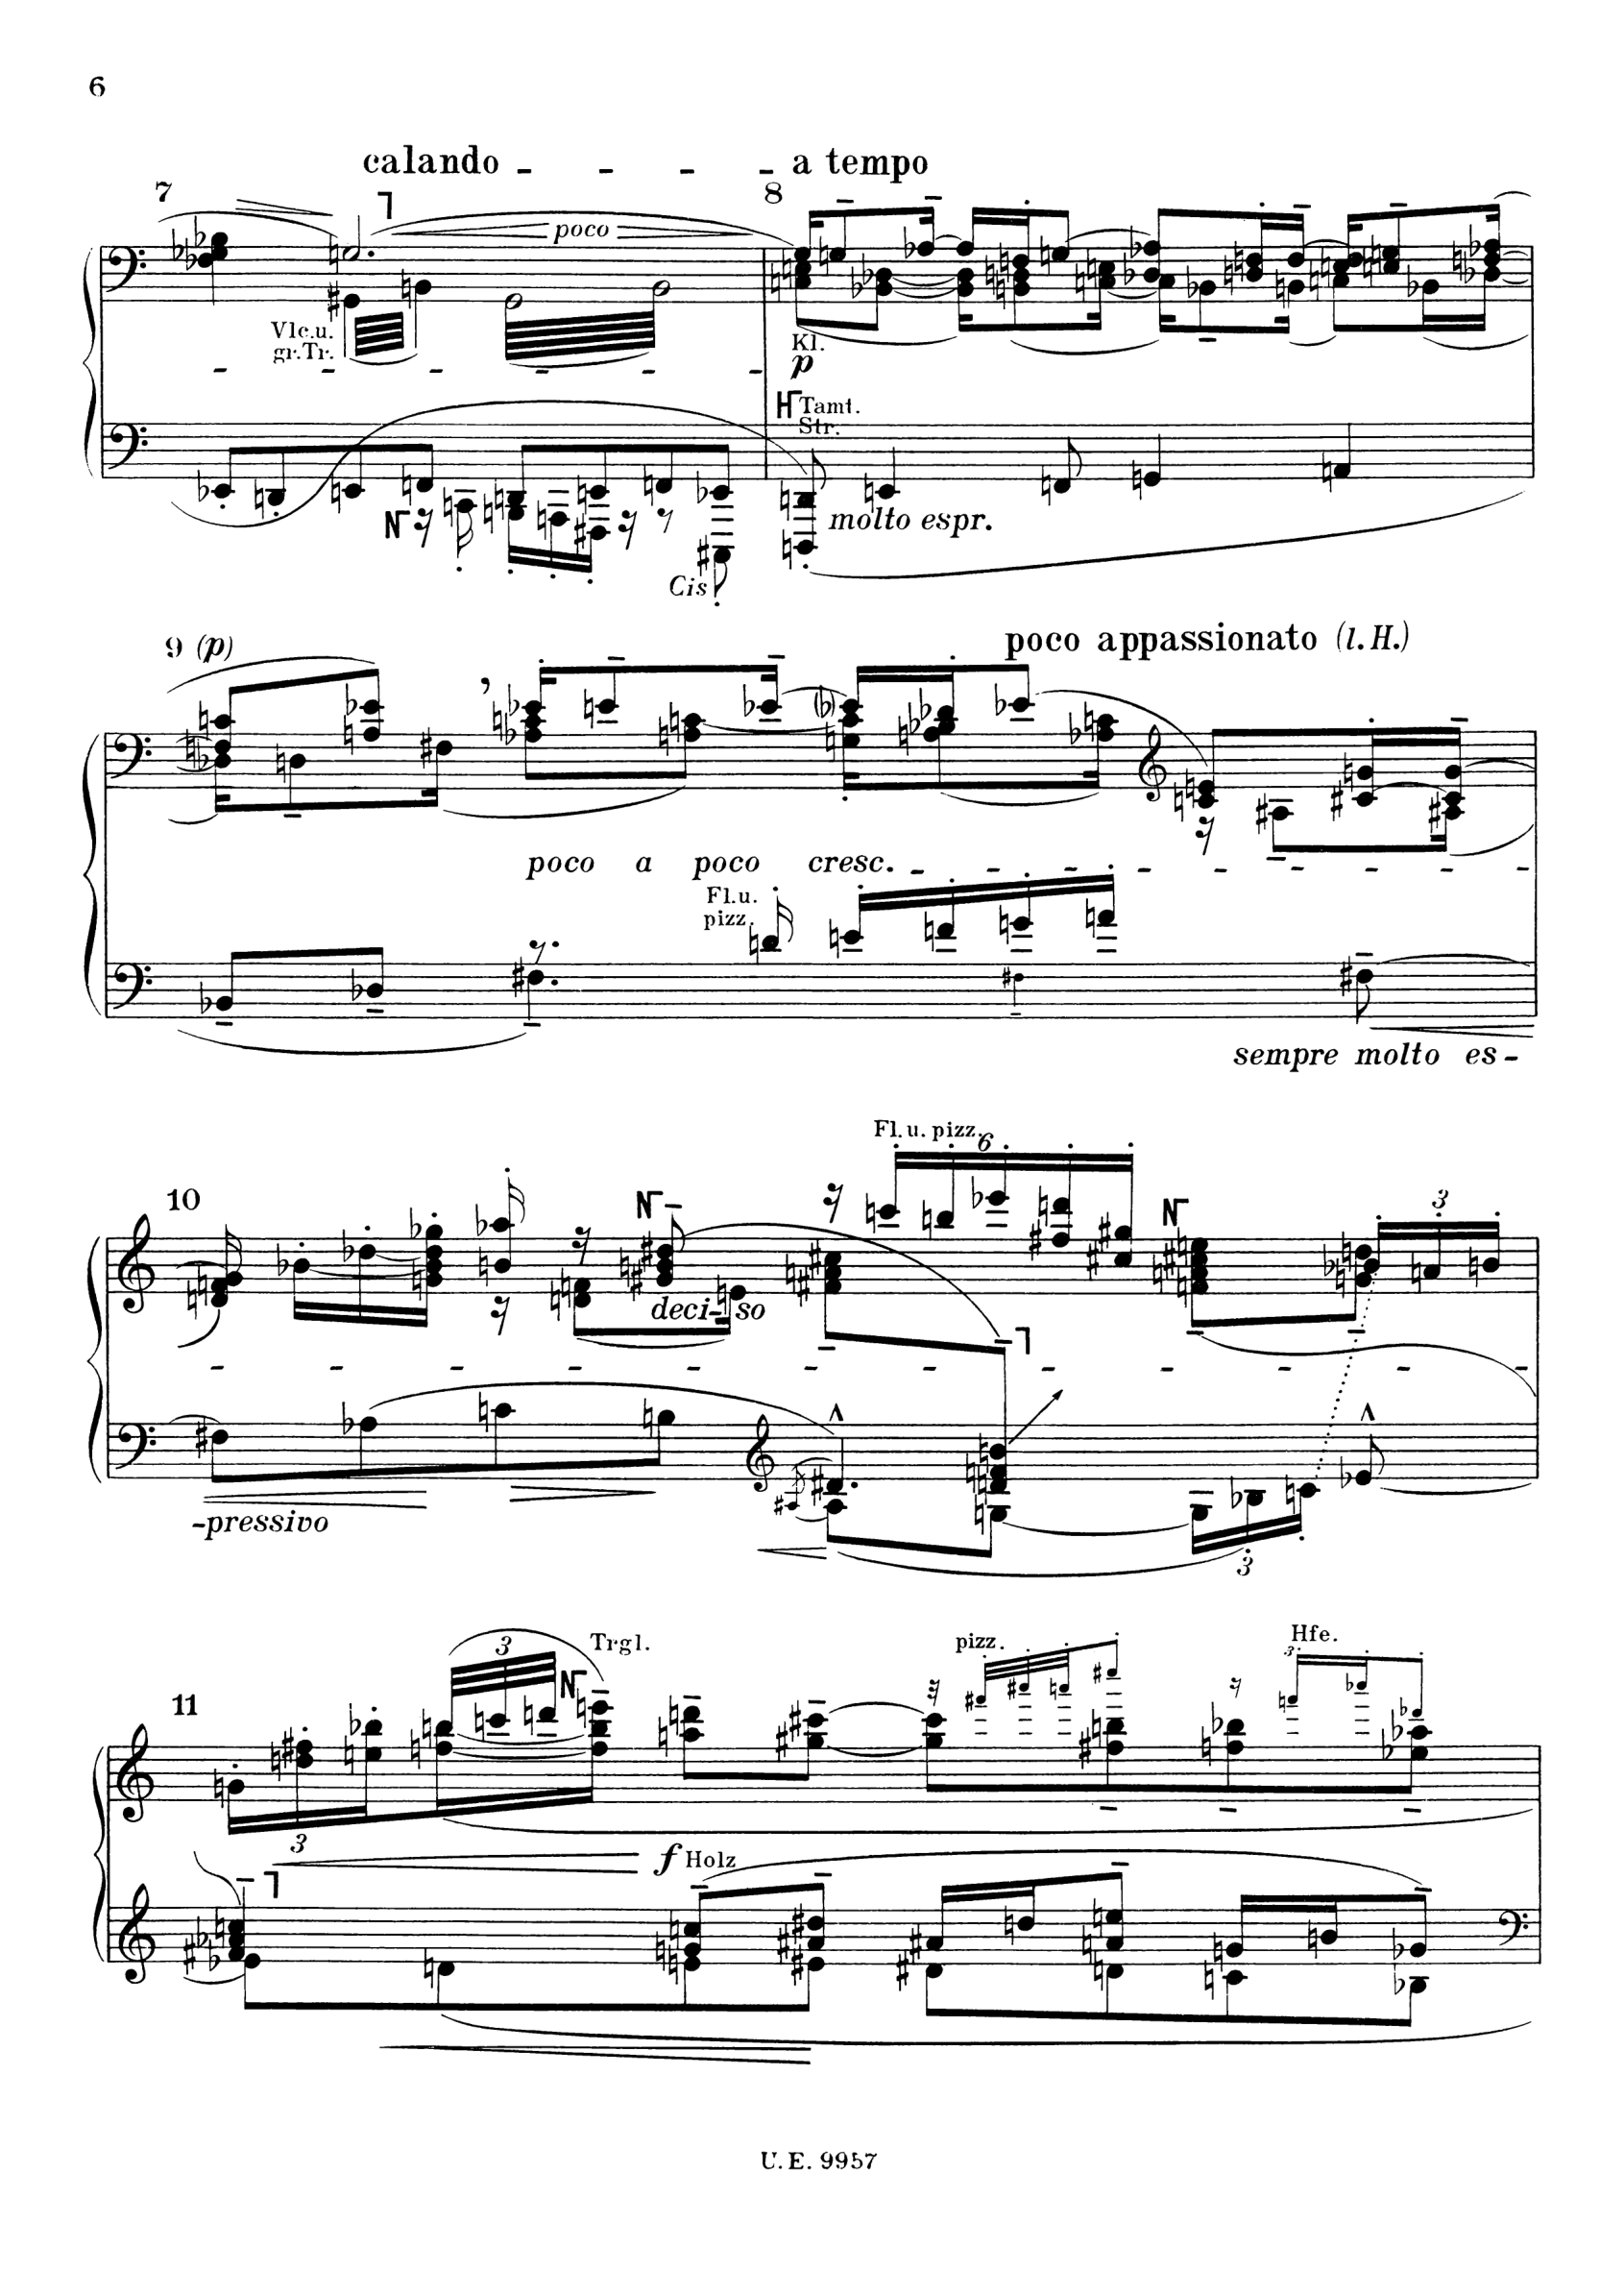 6
calando - - - - a tempo
7
8
poco
Vlc.u.
gr.Tr.
Kl.
p
Tamt.
Str.
molto espr.
Cis
9 (p)
poco appassionato (l. H.)
poco a poco cresc. - - - - - - - - -
Fl.u.
pizz.
sempre molto es-
Fl. u. pizz.
6
10
3
deci- so
-pressivo
3
3
Trgl.
pizz.
Hfe.
3
11
3
f Holz
U. E. 9957